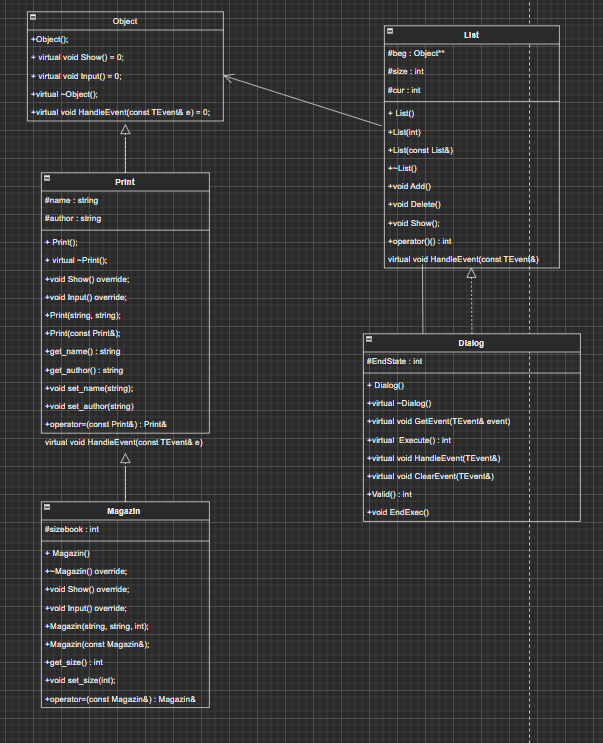 Object
+Object();
+ virtual void Show() = 0;
+ virtual void Input() = 0;
+virtual ~Object();
+virtual void HandleEvent(const TEvent& e) = 0;
Print
#name : string
#author : string
+ Print();
+ virtual ~Print();
+void Show() override;
+void Input() override;
+Print(string, string);
+Print(const Print&);
+get_name() : string
+get_author() : string
+void set_name(string);
+void set_author(string)
+operator=(const Print&) : Print&
virtual void HandleEvent(const TEvent& e)
Magazin
#sizebook : int
+ Magazin()
+~Magazin() override;
+void Show() override;
+void Input() override;
+Magazin(string, string, int);
+Magazin(const Magazin&);
+get_size() : int
+void set_size(int);
+operator=(const Magazin&) : Magazin&
List
#beg : Object**
#size : int
#cur : int
+ List()
+List(int)
+List(const List&)
+~List()
+void Add()
+void Delete()
+void Show();
+operator()() : int
virtual void HandleEvent(const TEvent&)
Dialog
#EndState : int
+ Dialog()
+virtual ~Dialog()
+virtual void GetEvent(TEvent& event)
+virtual  Execute() : int
+virtual void HandleEvent(TEvent&)
+virtual void ClearEvent(TEvent&)
+Valid() : int
+void EndExec()